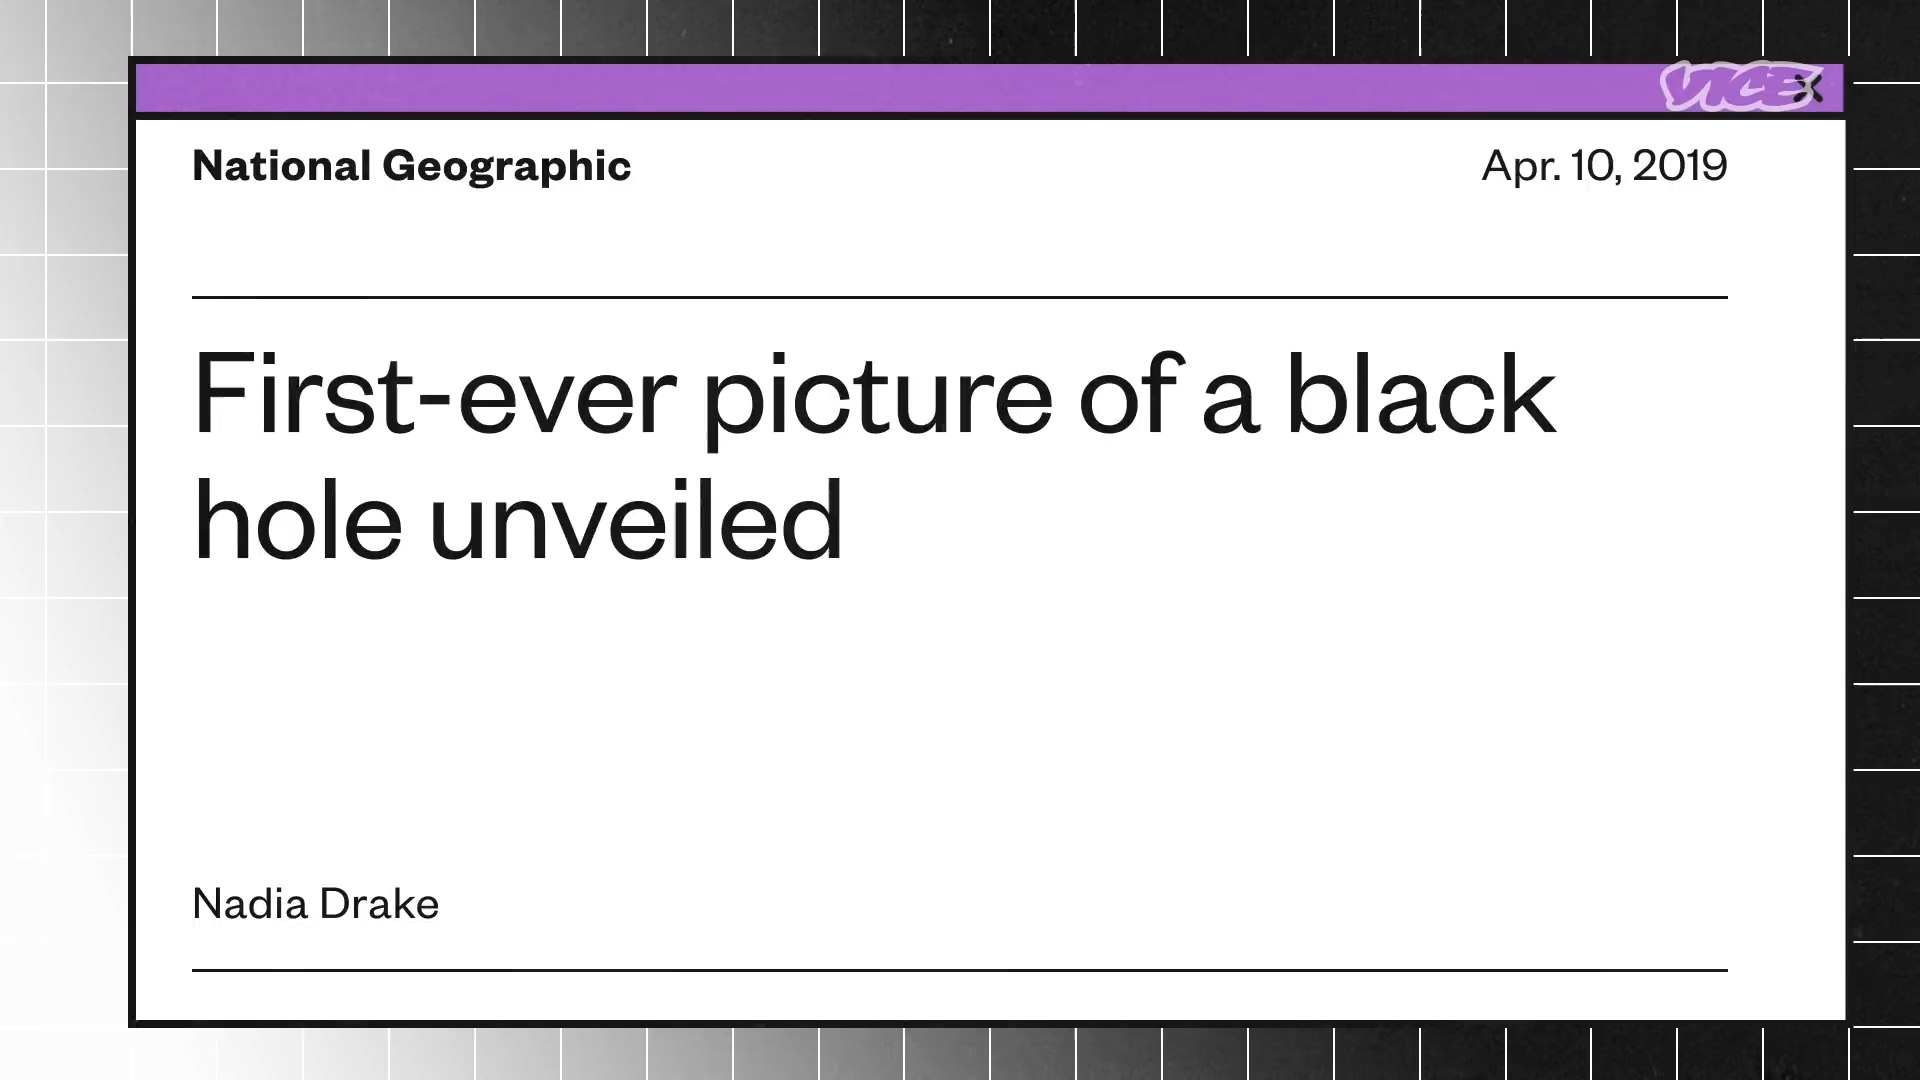 VICE
National Geographic
Apr. 10, 2019
First-ever picture of a black
hole unveiled
Nadia Drake